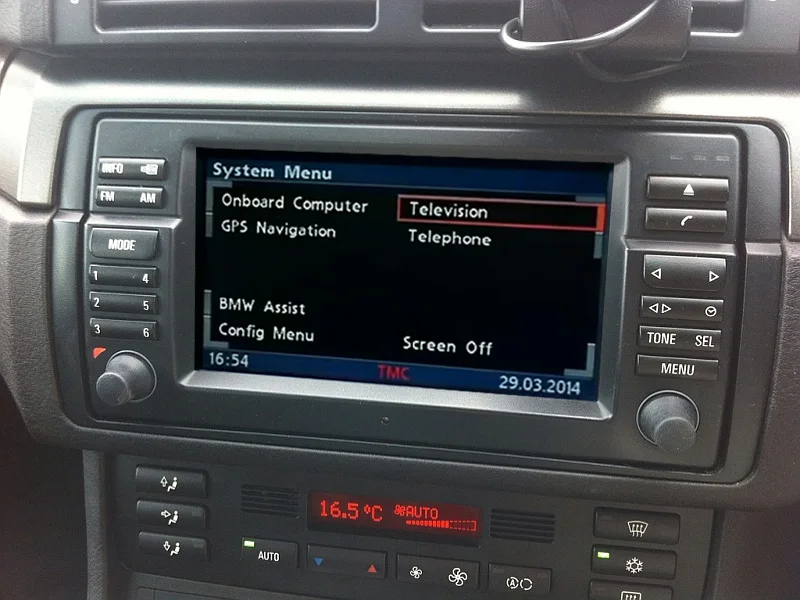 System Menu
Onboard Computer
Television
GPS Navigation
Telephone
BMW Assist
Config Menu
Screen Off
16:54
TMC
29.03.2014
INFO
FM AM
MODE
1 4
2 5
3 6
TONE SEL
MENU
16.5°C AUTO
AUTO
A